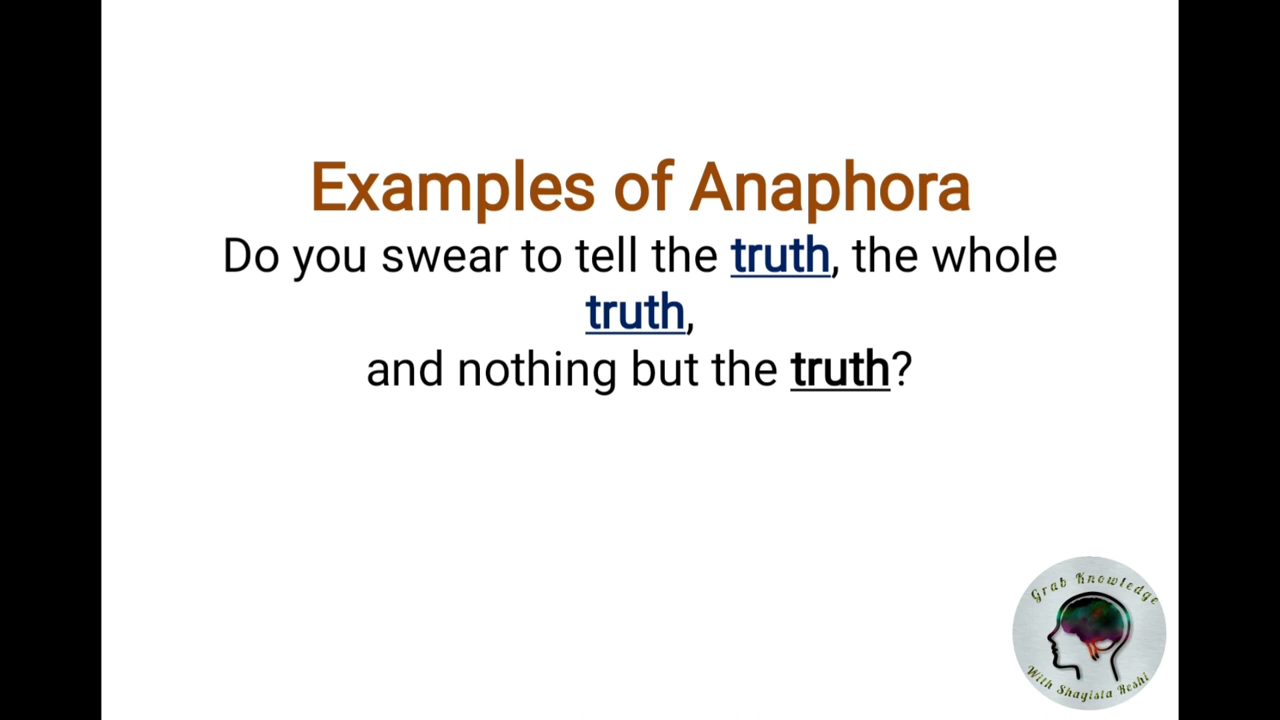 Examples of Anaphora
Do you swear to tell the truth, the whole
truth,
and nothing but the truth?
Grab Knowledge
With Shagista Reshi